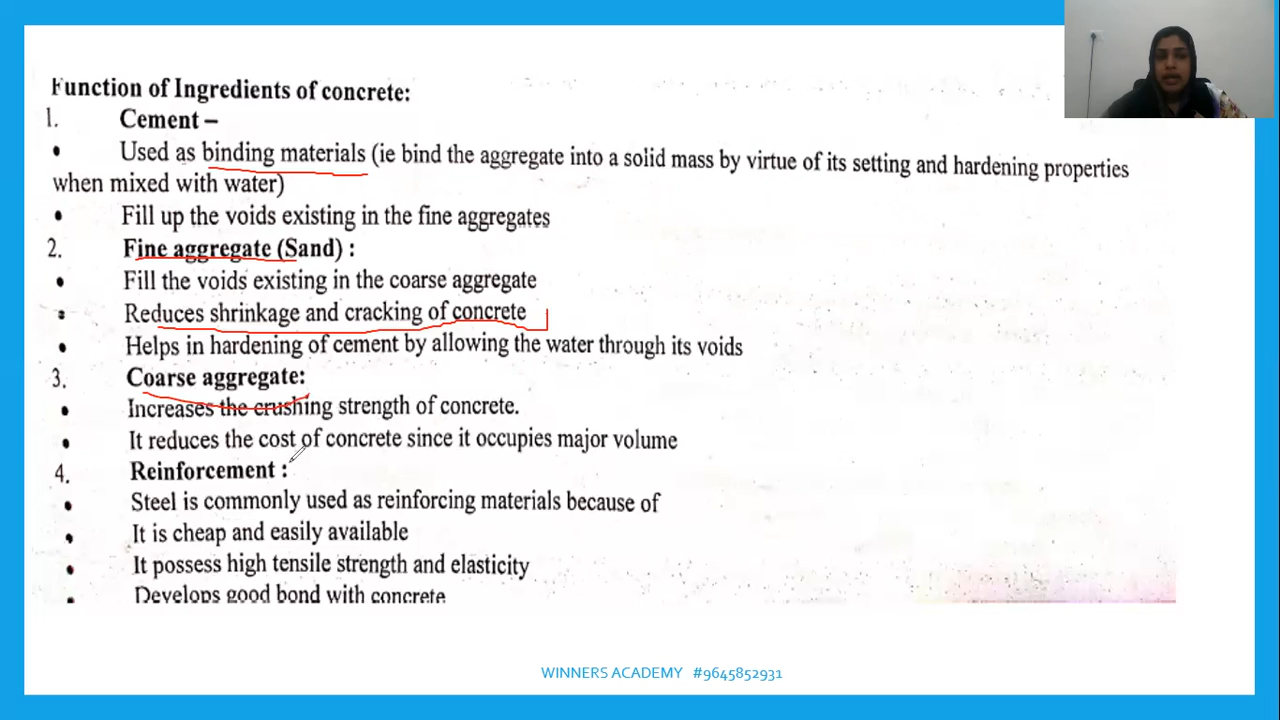 Function of Ingredients of concrete:
1. Cement –
• Used as binding materials (ie bind the aggregate into a solid mass by virtue of its setting and hardening properties
when mixed with water)
• Fill up the voids existing in the fine aggregates
2. Fine aggregate (Sand) :
• Fill the voids existing in the coarse aggregate
• Reduces shrinkage and cracking of concrete
• Helps in hardening of cement by allowing the water through its voids
3. Coarse aggregate:
• Increases the crushing strength of concrete.
• It reduces the cost of concrete since it occupies major volume
4. Reinforcement :
• Steel is commonly used as reinforcing materials because of
• It is cheap and easily available
• It possess high tensile strength and elasticity
• Develops good bond with concrete
WINNERS ACADEMY #9645852931